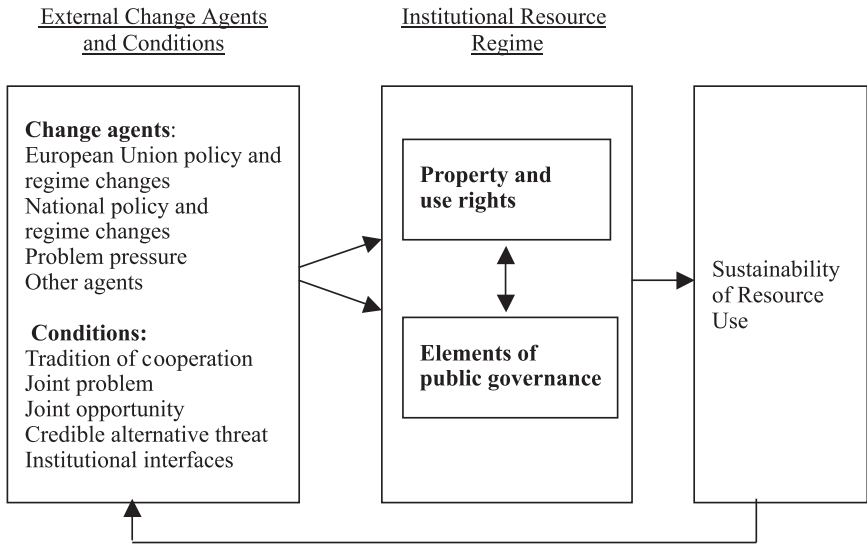 External Change Agents
and Conditions
Institutional Resource
Regime
Change agents:
European Union policy and
regime changes
National policy and
regime changes
Problem pressure
Other agents
Conditions:
Tradition of cooperation
Joint problem
Joint opportunity
Credible alternative threat
Institutional interfaces
Property and
use rights
Elements of
public governance
Sustainability
of Resource
Use